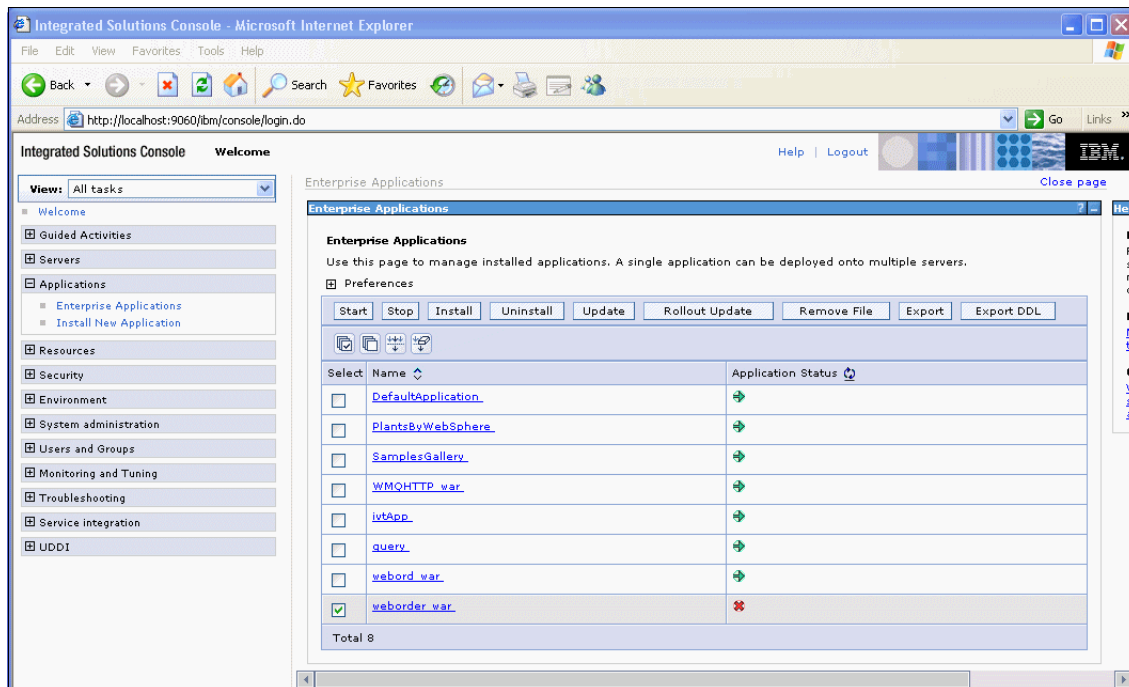 Integrated Solutions Console - Microsoft Internet Explorer
File Edit View Favorites Tools Help
Back Search Favorites
Address http://localhost:9060/ibm/console/login.do Go Links »
Integrated Solutions Console Welcome Help | Logout IBM.
View: All tasks
Welcome
Guided Activities
Servers
Applications
Enterprise Applications
Install New Application
Resources
Security
Environment
System administration
Users and Groups
Monitoring and Tuning
Troubleshooting
Service integration
UDDI
Enterprise Applications Close page
Enterprise Applications ? -
Enterprise Applications
Use this page to manage installed applications. A single application can be deployed onto multiple servers.
Preferences
Start Stop Install Uninstall Update Rollout Update Remove File Export Export DDL
Select Name Application Status
DefaultApplication
PlantsByWebSphere
SamplesGallery
WMQHTTP_war
ivtApp
query
webord_war
weborder_war
Total 8
He